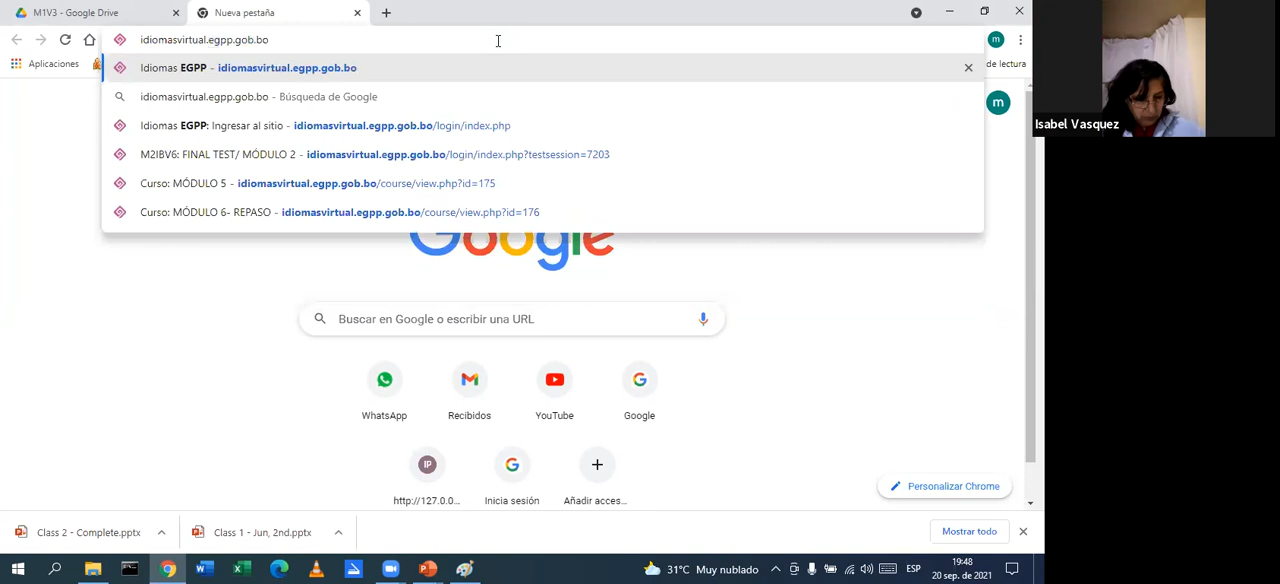 M1V3 - Google Drive
Nueva pestaña
idiomasvirtual.egpp.gob.bo
m
Aplicaciones
de lectura
Idiomas EGPP - idiomasvirtual.egpp.gob.bo
idiomasvirtual.egpp.gob.bo - Búsqueda de Google
Idiomas EGPP: Ingresar al sitio - idiomasvirtual.egpp.gob.bo/login/index.php
M2IBV6: FINAL TEST/ MÓDULO 2 - idiomasvirtual.egpp.gob.bo/login/index.php?testsession=7203
Curso: MÓDULO 5 - idiomasvirtual.egpp.gob.bo/course/view.php?id=175
Curso: MÓDULO 6- REPASO - idiomasvirtual.egpp.gob.bo/course/view.php?id=176
m
Isabel Vasquez
Google
Buscar en Google o escribir una URL
WhatsApp
Recibidos
YouTube
Google
IP
http://127.0.0...
Inicia sesión
Añadir acces...
Personalizar Chrome
Class 2 - Complete.pptx
Class 1 - Jun, 2nd.pptx
Mostrar todo
31°C Muy nublado
ESP
19:48
20 sep. de 2021